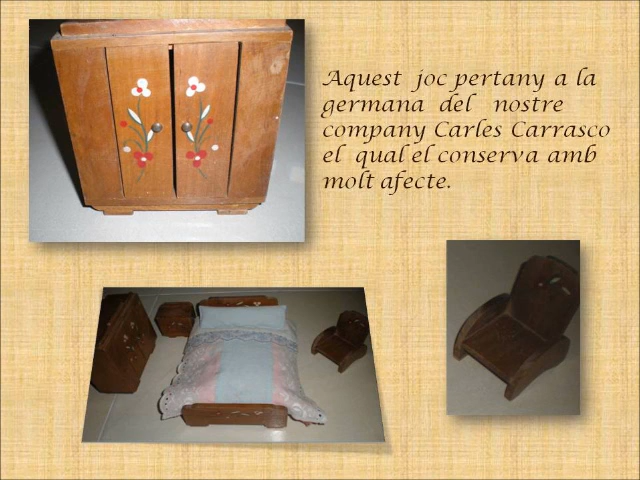 Aquest joc pertany a la
germana del nostre
company Carles Carrasco
el qual el conserva amb
molt afecte.